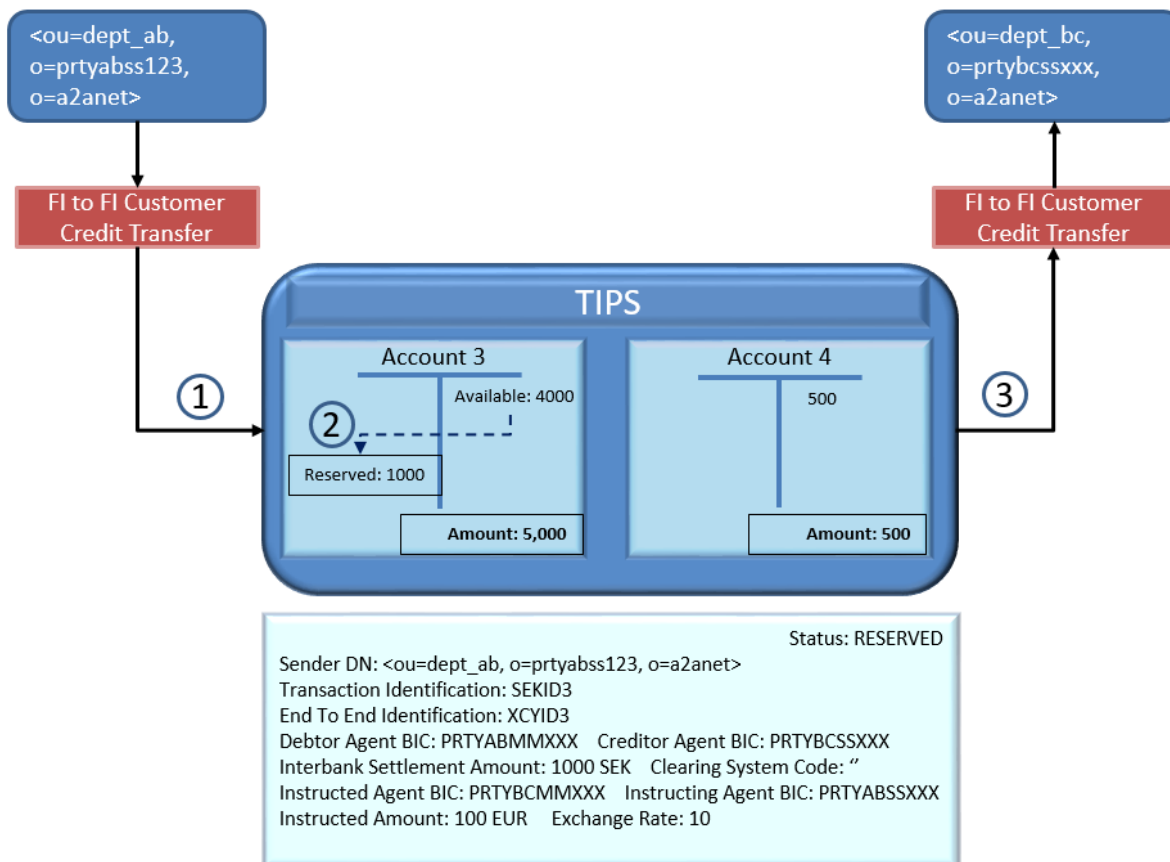 <ou=dept_ab,
o=prtyabss123,
o=a2anet>
<ou=dept_bc,
o=prtybcssxxx,
o=a2anet>
FI to FI Customer
Credit Transfer
FI to FI Customer
Credit Transfer
TIPS
1
Account 3
Available: 4000
2
Reserved: 1000
Amount: 5,000
Account 4
500
Amount: 500
3
Status: RESERVED
Sender DN: <ou=dept_ab, o=prtyabss123, o=a2anet>
Transaction Identification: SEKID3
End To End Identification: XCYID3
Debtor Agent BIC: PRTYABMMXXX Creditor Agent BIC: PRTYBCSSXXX
Interbank Settlement Amount: 1000 SEK Clearing System Code: ‘’
Instructed Agent BIC: PRTYBCMMXXX Instructing Agent BIC: PRTYABSSXXX
Instructed Amount: 100 EUR Exchange Rate: 10